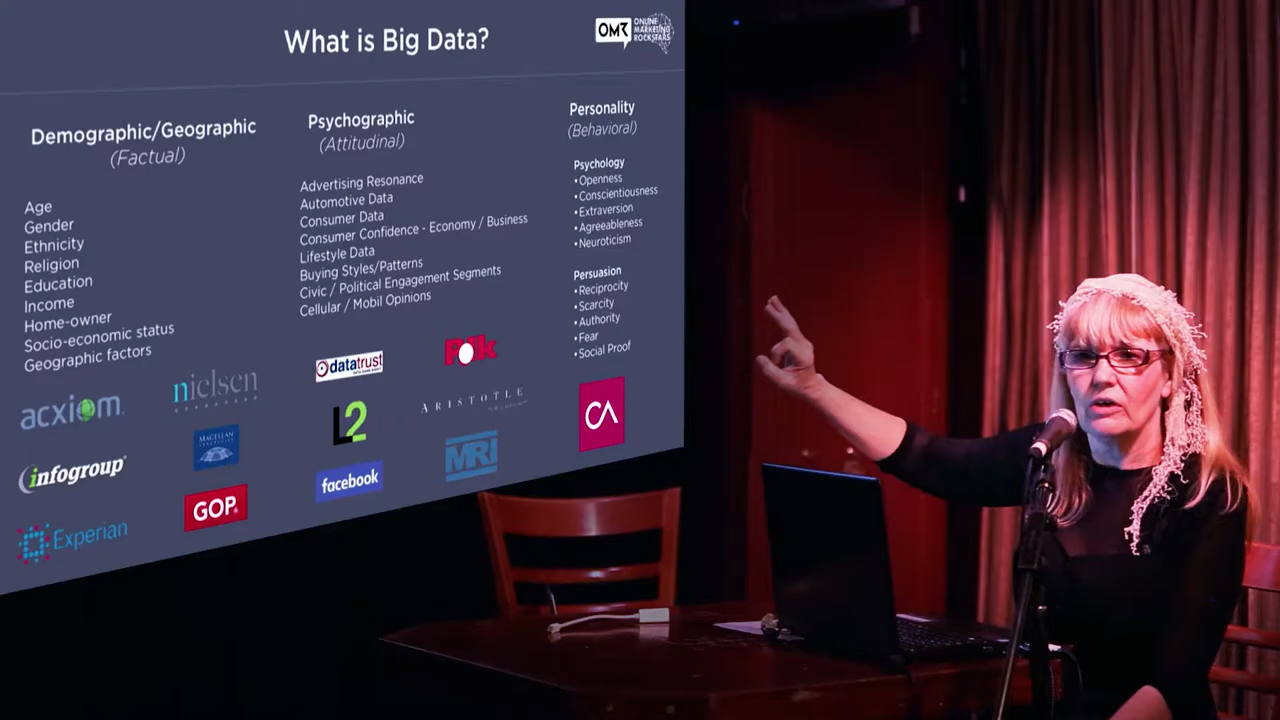 What is Big Data?
OMR
ONLINE
MARKETING
ROCKSTARS
Demographic/Geographic
(Factual)
Age
Gender
Ethnicity
Religion
Education
Income
Home-owner
Socio-economic status
Geographic factors
acxiom
nielsen
infogroup
MAGELLAN
Experian
GOP
Psychographic
(Attitudinal)
Advertising Resonance
Automotive Data
Consumer Data
Consumer Confidence - Economy / Business
Lifestyle Data
Buying Styles/Patterns
Civic / Political Engagement Segments
Cellular / Mobil Opinions
datatrust
L2
ARISTOTLE
MRI
facebook
Personality
(Behavioral)
Psychology
• Openness
• Conscientiousness
• Extraversion
• Agreeableness
• Neuroticism
Persuasion
• Reciprocity
• Scarcity
• Authority
• Fear
• Social Proof
CA